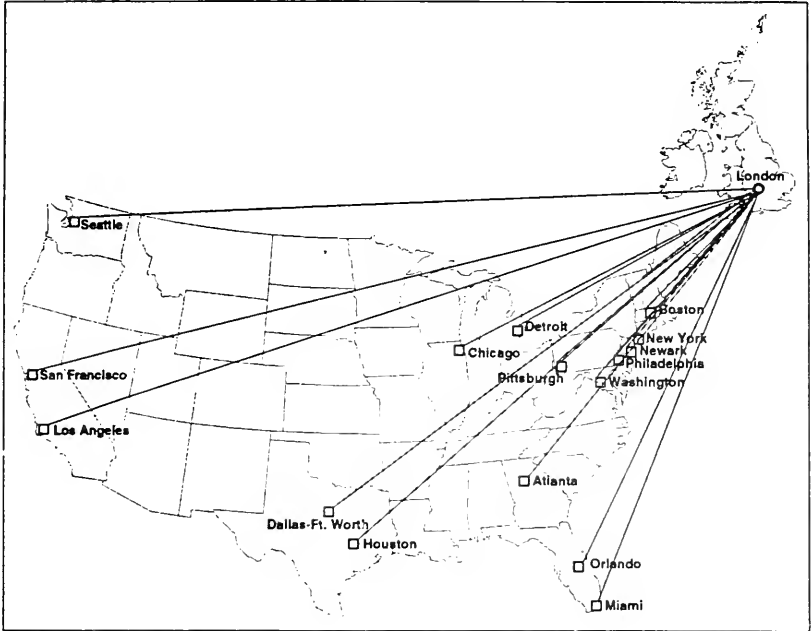 London
Seattle
Boston
Detroit
New York
Chicago
Newark
Philadelphia
San Francisco
Pittsburgh
Washington
Los Angeles
Atlanta
Dallas-Ft. Worth
Houston
Orlando
Miami